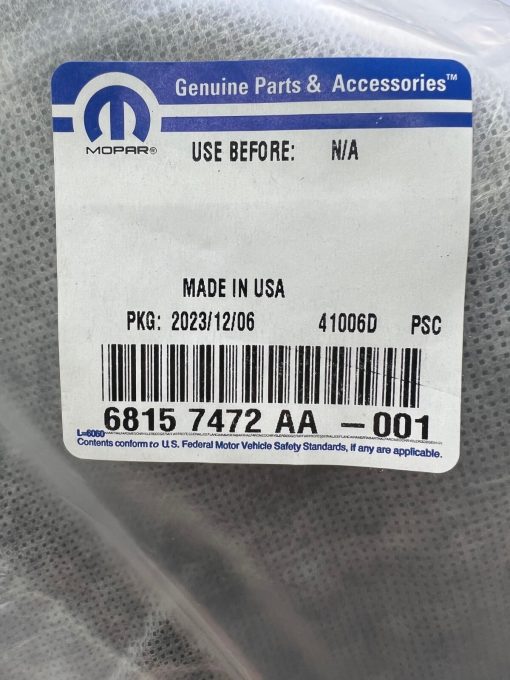 Genuine Parts & Accessories™
MOPAR®
USE BEFORE: N/A
MADE IN USA
PKG: 2023/12/06 41006D PSC
6815 7472 AA - 001
L=6060
Contents conform to U.S. Federal Motor Vehicle Safety Standards, if any are applicable.